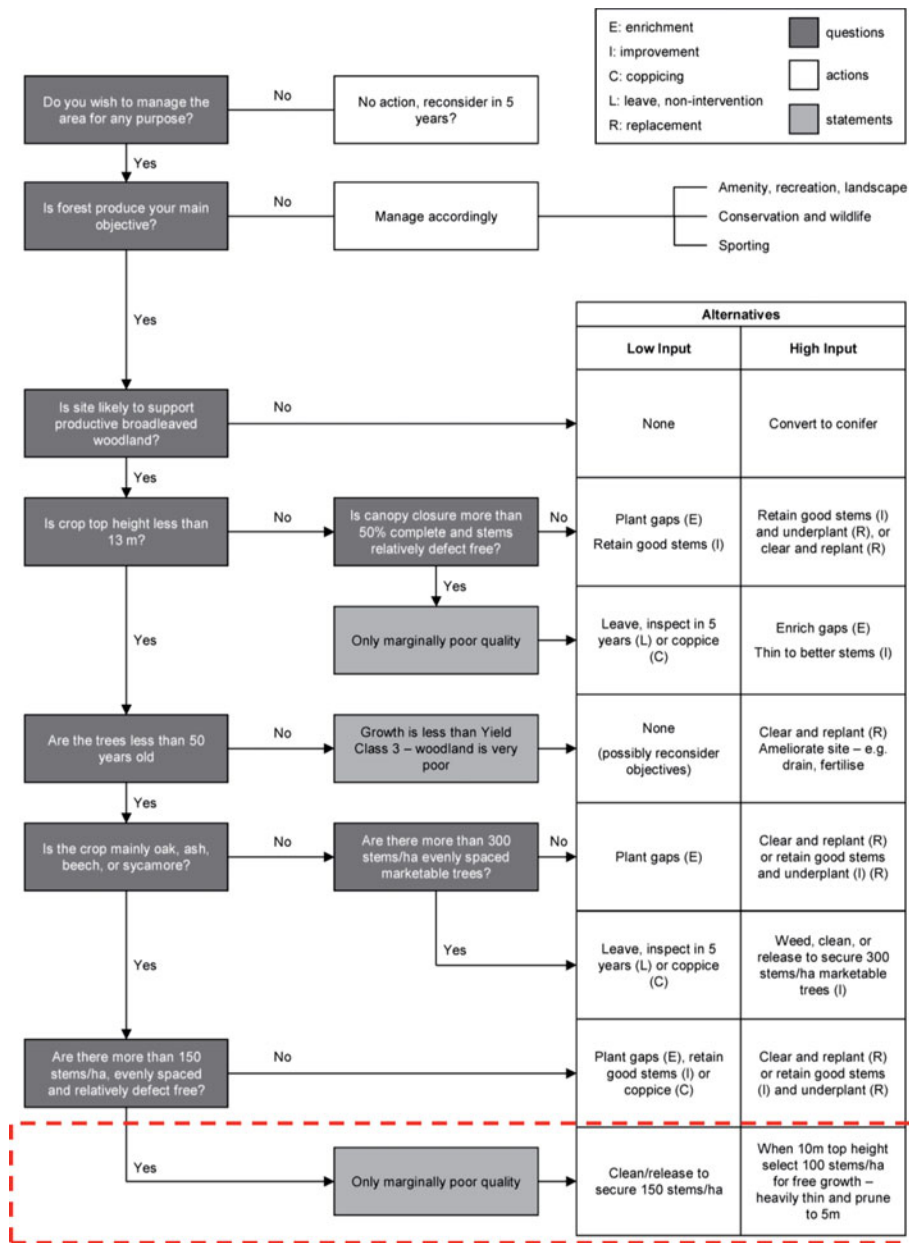 E: enrichment
I: improvement
C: coppicing
L: leave, non-intervention
R: replacement
questions
actions
statements
Do you wish to manage the
area for any purpose?
No
No action, reconsider in 5
years?
Yes
Is forest produce your main
objective?
No
Manage accordingly
Amenity, recreation, landscape
Conservation and wildlife
Sporting
Yes
Alternatives
Low Input
High Input
Is site likely to support
productive broadleaved
woodland?
No
None
Convert to conifer
Yes
Is crop top height less than
13 m?
No
Is canopy closure more than
50% complete and stems
relatively defect free?
No
Plant gaps (E)
Retain good stems (I)
Retain good stems (I)
and underplant (R), or
clear and replant (R)
Yes
Yes
Only marginally poor quality
Leave, inspect in 5
years (L) or coppice
(C)
Enrich gaps (E)
Thin to better stems (I)
Are the trees less than 50
years old
No
Growth is less than Yield
Class 3 – woodland is very
poor
None
(possibly reconsider
objectives)
Clear and replant (R)
Ameliorate site – e.g.
drain, fertilise
Yes
Is the crop mainly oak, ash,
beech, or sycamore?
No
Are there more than 300
stems/ha evenly spaced
marketable trees?
No
Plant gaps (E)
Clear and replant (R)
or retain good stems
and underplant (I) (R)
Yes
Yes
Leave, inspect in 5
years (L) or coppice
(C)
Weed, clean, or
release to secure 300
stems/ha marketable
trees (I)
Are there more than 150
stems/ha, evenly spaced
and relatively defect free?
No
Plant gaps (E), retain
good stems (I) or
coppice (C)
Clear and replant (R)
or retain good stems
(I) and underplant (R)
Yes
Only marginally poor quality
Clean/release to
secure 150 stems/ha
When 10m top height
select 100 stems/ha
for free growth –
heavily thin and prune
to 5m